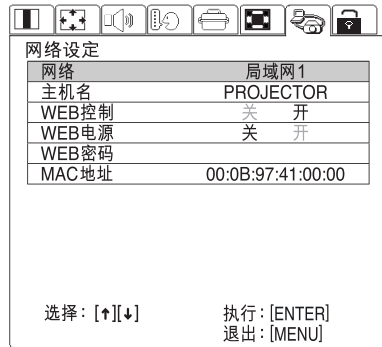 网络设定
网络 局域网1
主机名 PROJECTOR
WEB控制 关 开
WEB电源 关 开
WEB密码
MAC地址 00:0B:97:41:00:00
选择：[↑][↓] 执行：[ENTER]
退出：[MENU]